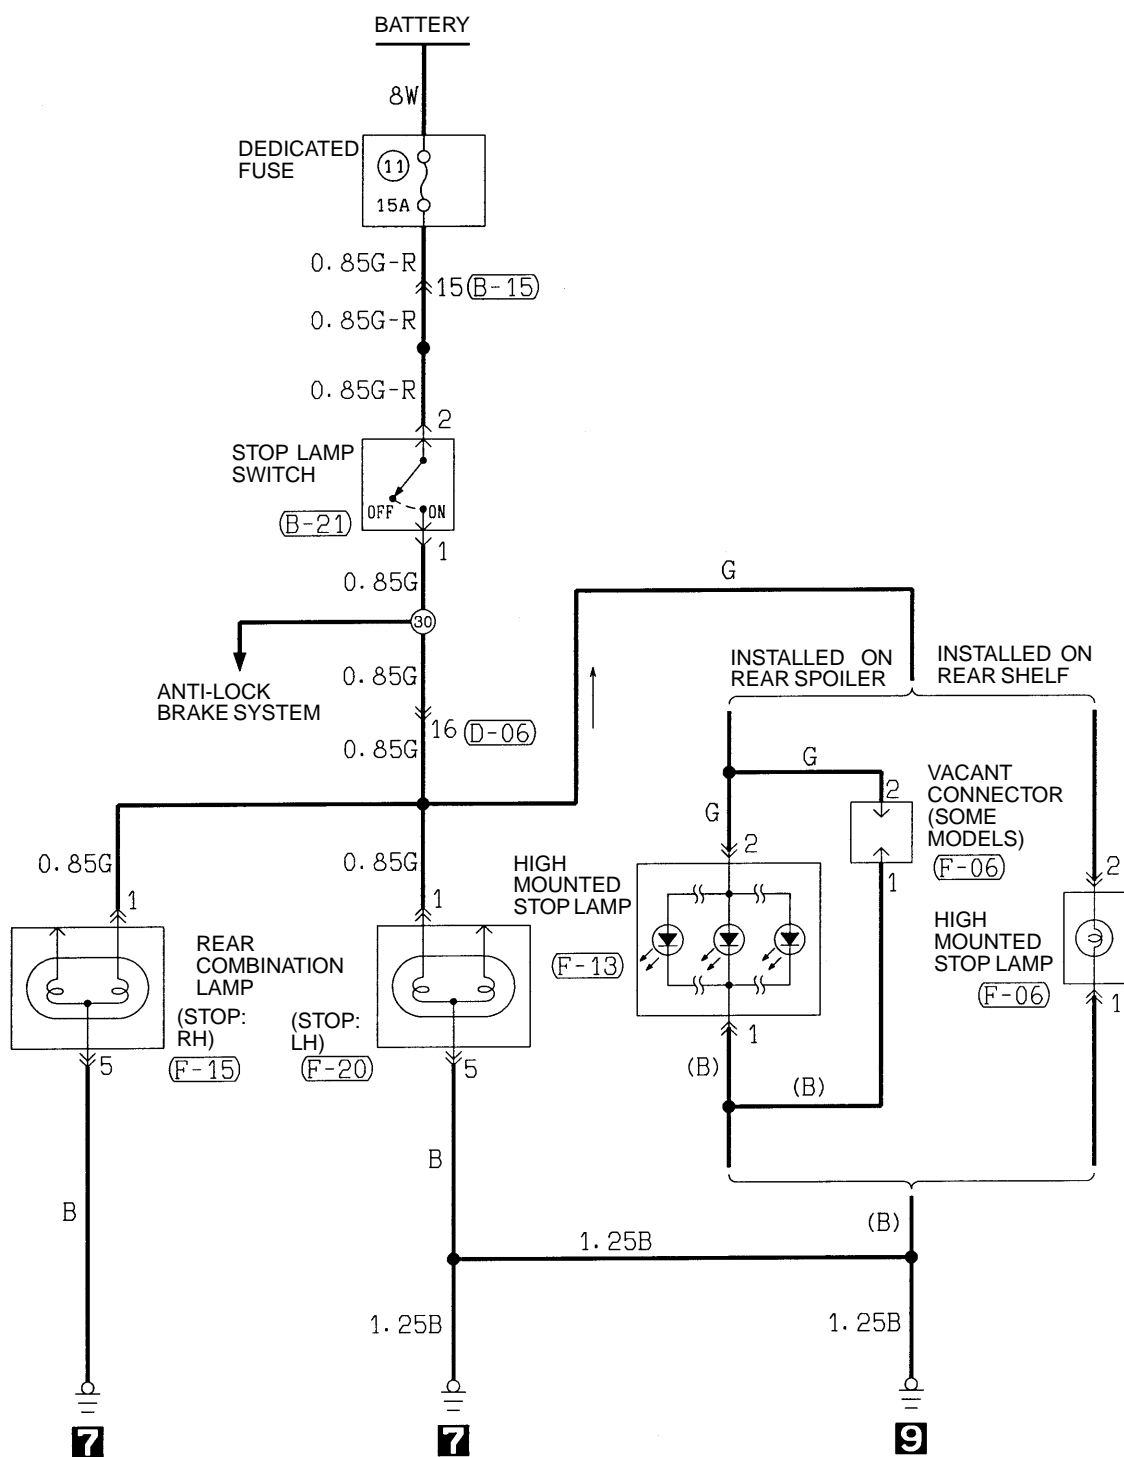 BATTERY
8W
DEDICATED
FUSE
11
15A
0.85G-R
15 B-15
0.85G-R
0.85G-R
2
STOP LAMP
SWITCH
OFF ON
B-21
1
0.85G
G
30
0.85G
ANTI-LOCK
BRAKE SYSTEM
16 D-06
0.85G
INSTALLED ON
REAR SPOILER
INSTALLED ON
REAR SHELF
G
2
VACANT
CONNECTOR
(SOME
MODELS)
F-06
1
G
2
0.85G
1
0.85G
1
HIGH
MOUNTED
STOP LAMP
F-13
1
2
HIGH
MOUNTED
STOP LAMP
F-06
1
REAR
COMBINATION
LAMP
(STOP:
RH)
F-15
5
(STOP:
LH)
F-20
5
(B)
(B)
B
B
(B)
1.25B
1.25B
1.25B
7
7
9